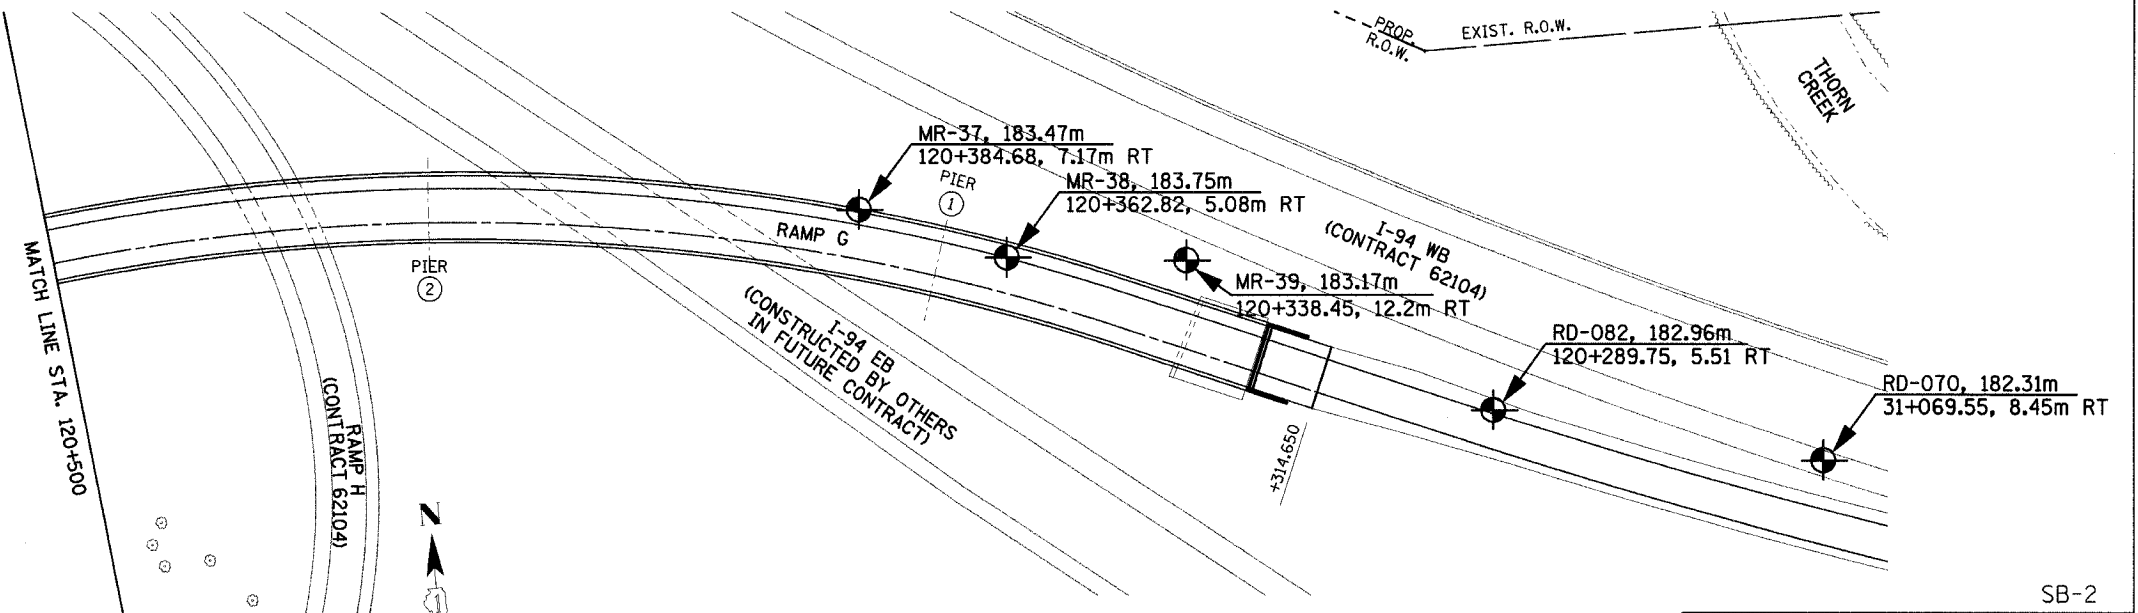 PROP.
R.O.W.
EXIST. R.O.W.
THORN
CREEK
MR-37, 183.47m
120+384.68, 7.17m RT
PIER
1
MR-38, 183.75m
120+362.82, 5.08m RT
I-94 WB
(CONTRACT 62104)
RAMP G
MR-39, 183.17m
120+338.45, 12.2m RT
PIER
2
MATCH LINE STA. 120+500
I-94 EB
(CONSTRUCTED BY OTHERS
IN FUTURE CONTRACT)
RD-082, 182.96m
120+289.75, 5.51 RT
RD-070, 182.31m
31+069.55, 8.45m RT
RAMP H
(CONTRACT 62104)
+314.650
N
SB-2